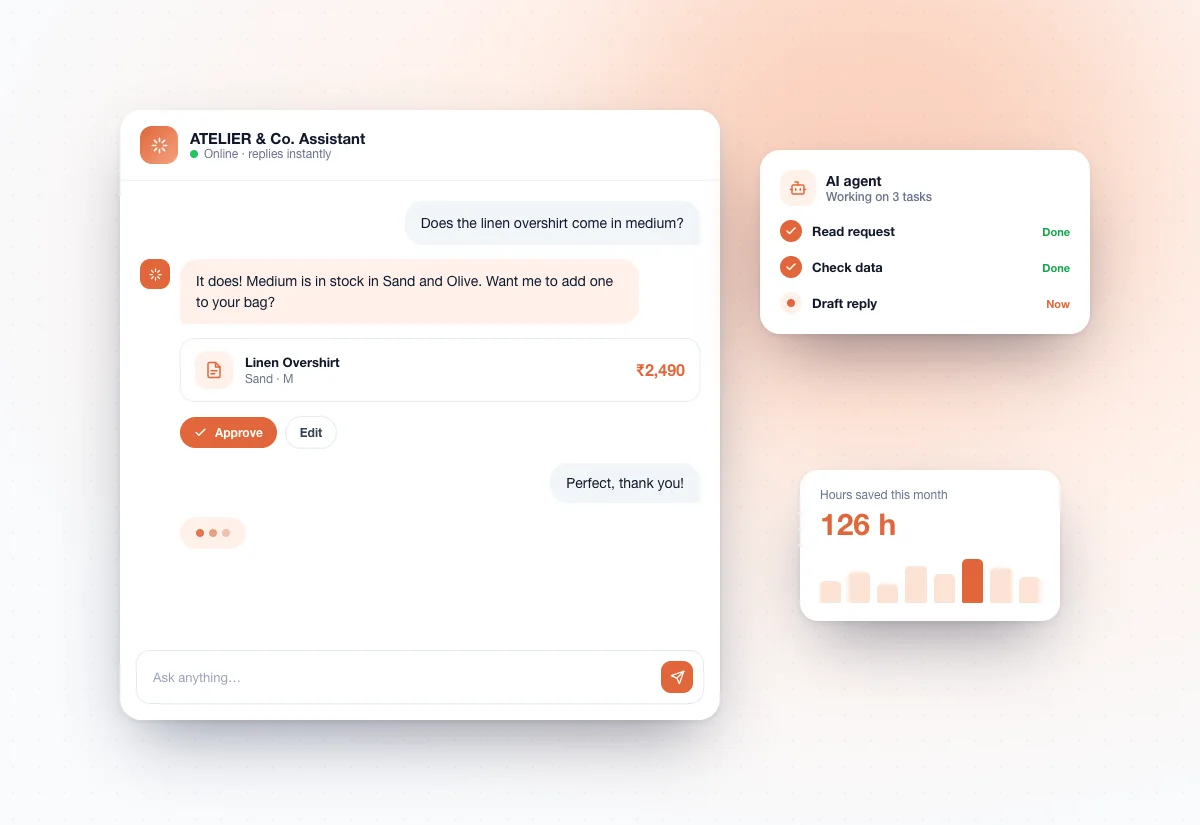 ATELIER & Co. Assistant
Online · replies instantly
Does the linen overshirt come in medium?
It does! Medium is in stock in Sand and Olive. Want me to add one
to your bag?
Linen Overshirt
Sand · M
₹2,490
Approve
Edit
Perfect, thank you!
Ask anything…
AI agent
Working on 3 tasks
Read request
Done
Check data
Done
Draft reply
Now
Hours saved this month
126 h